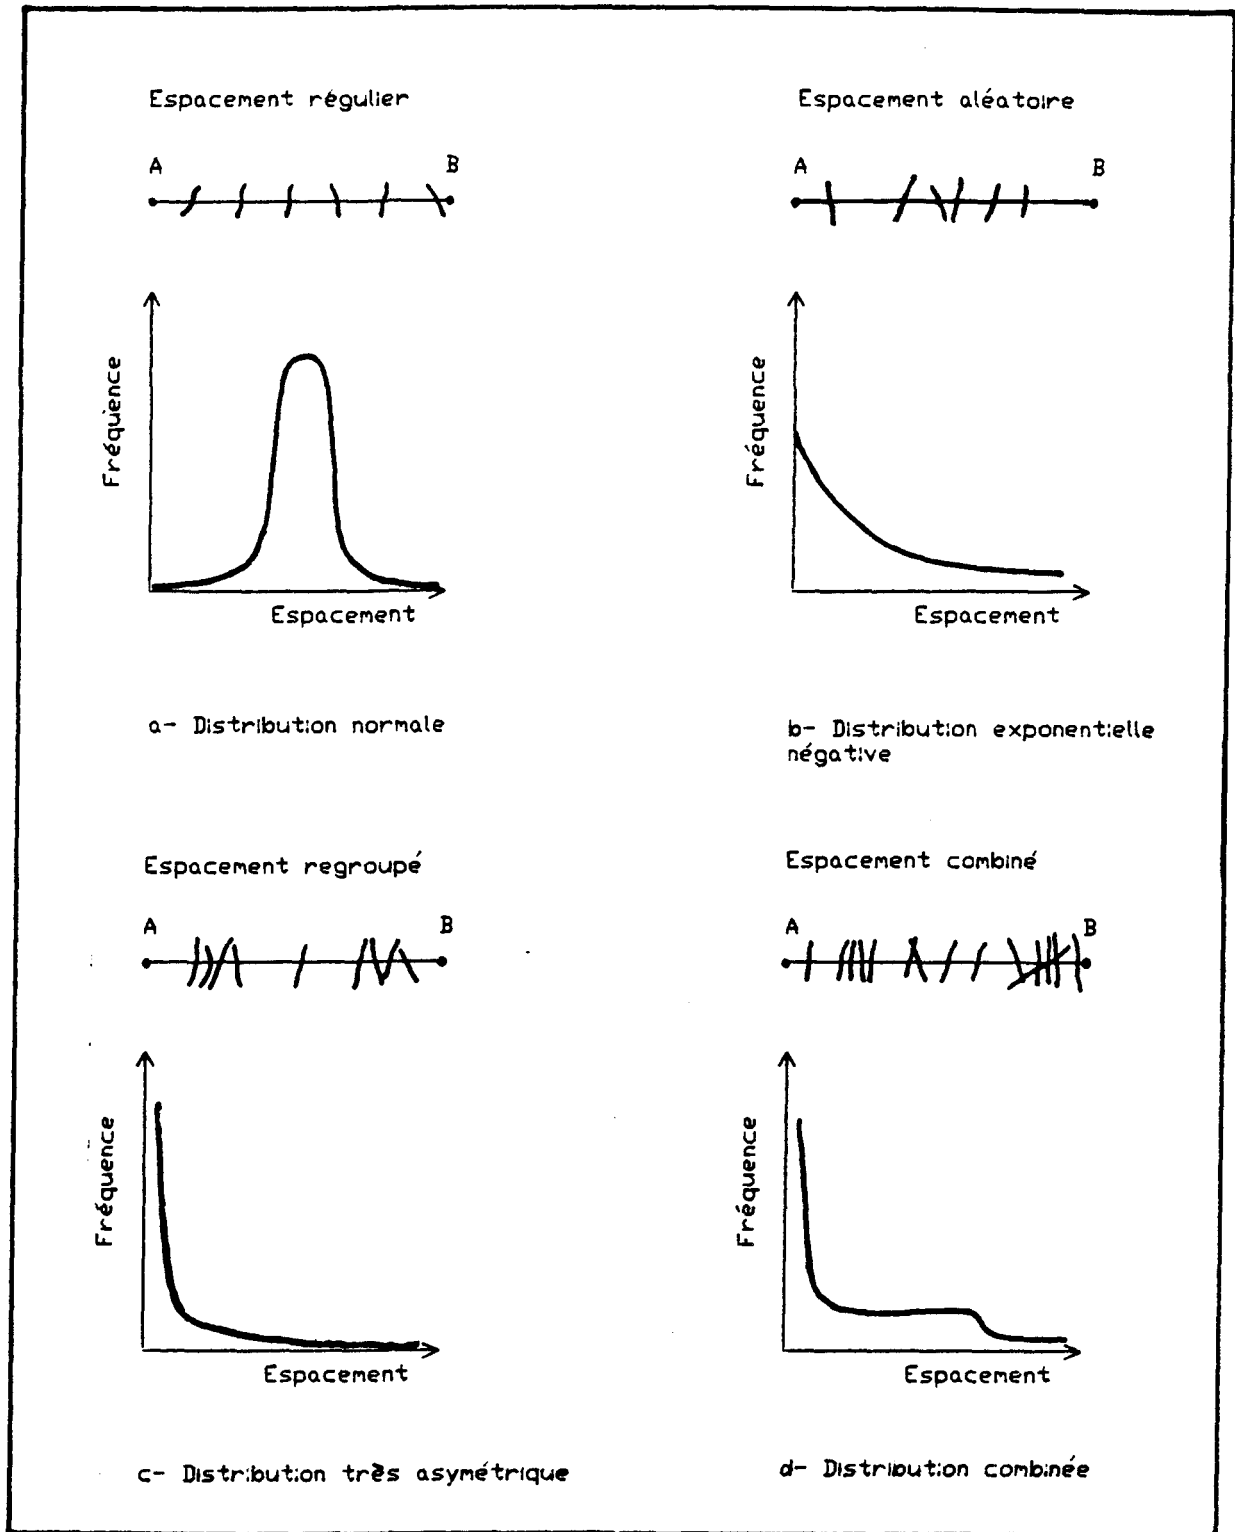 Espacement régulier
A B
Fréquence
Espacement
a- Distribution normale
Espacement aléatoire
A B
Fréquence
Espacement
b- Distribution exponentielle
négative
Espacement regroupé
A B
Fréquence
Espacement
c- Distribution très asymétrique
Espacement combiné
A B
Fréquence
Espacement
d- Distribution combinée